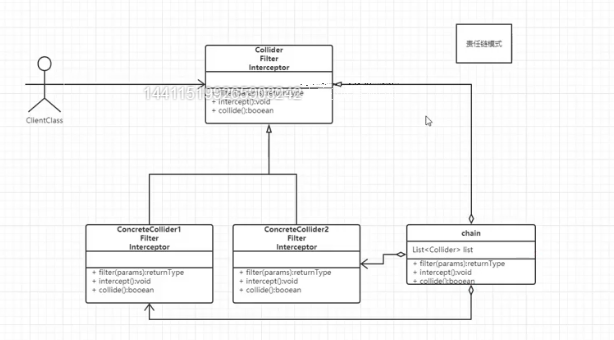 责任链模式
Collider
Filter
Interceptor
1441151993
+ intercept():void
+ collide():booean
ClientClass
ConcreteCollider1
Filter
Interceptor
+ filter(params):returnType
+ intercept():void
+ collide():booean
ConcreteCollider2
Filter
Interceptor
+ filter(params):returnType
+ intercept():void
+ collide():booean
chain
List<Collider> list
+ filter(params):returnType
+ intercept():void
+ collide():booean